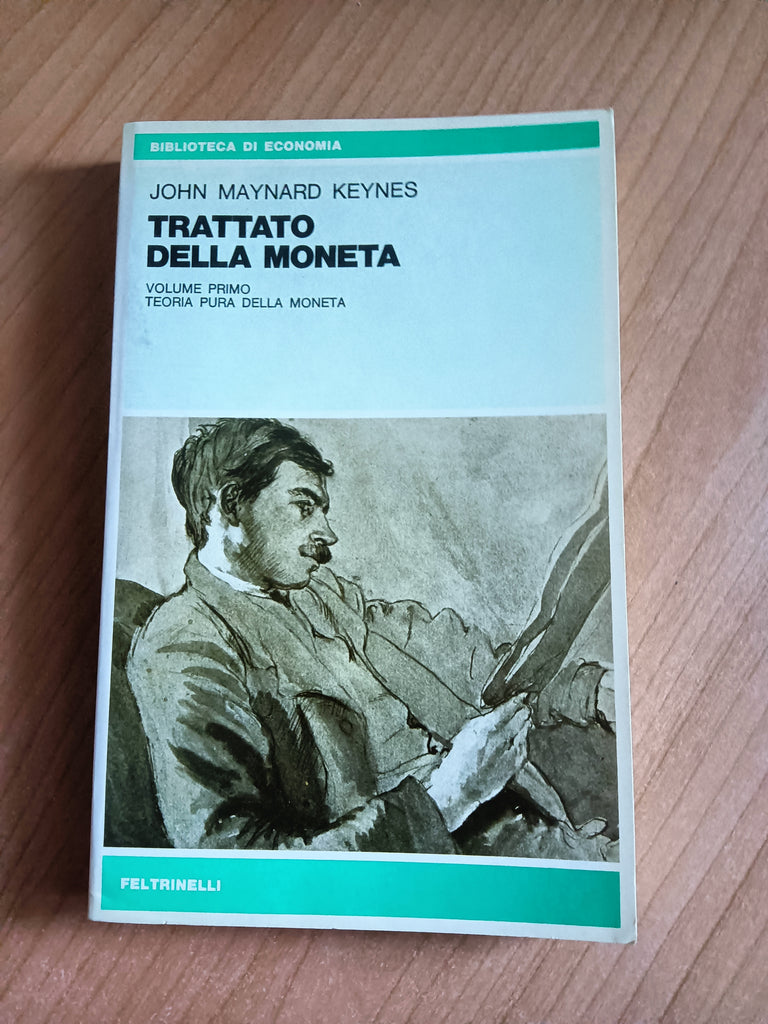 BIBLIOTECA DI ECONOMIA
JOHN MAYNARD KEYNES
TRATTATO
DELLA MONETA
VOLUME PRIMO
TEORIA PURA DELLA MONETA
FELTRINELLI